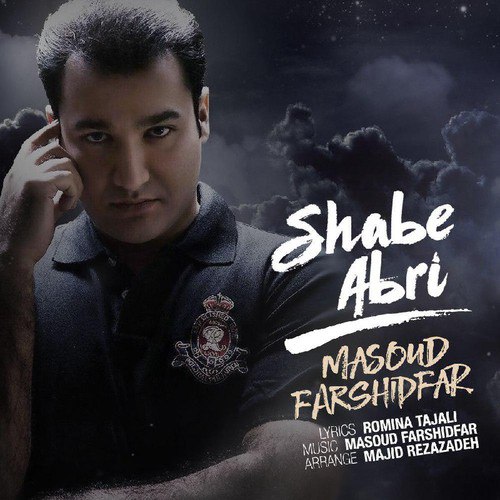 Shabe
Abri
MASOUD
FARSHIDFAR
LYRICS ROMINA TAJALI
MUSIC MASOUD FARSHIDFAR
ARRANGE MAJID REZAZADEH